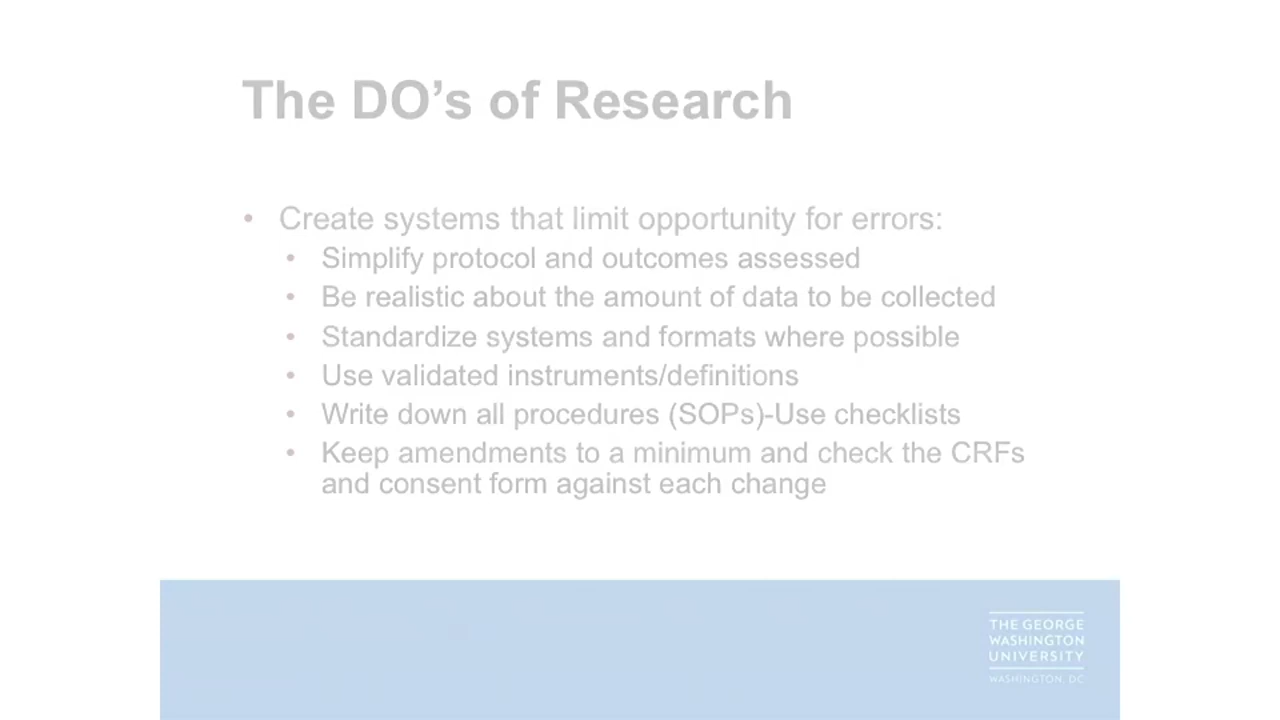 The DO’s of Research
• Create systems that limit opportunity for errors:
• Simplify protocol and outcomes assessed
• Be realistic about the amount of data to be collected
• Standardize systems and formats where possible
• Use validated instruments/definitions
• Write down all procedures (SOPs)-Use checklists
• Keep amendments to a minimum and check the CRFs
and consent form against each change
THE GEORGE
WASHINGTON
UNIVERSITY
WASHINGTON, DC